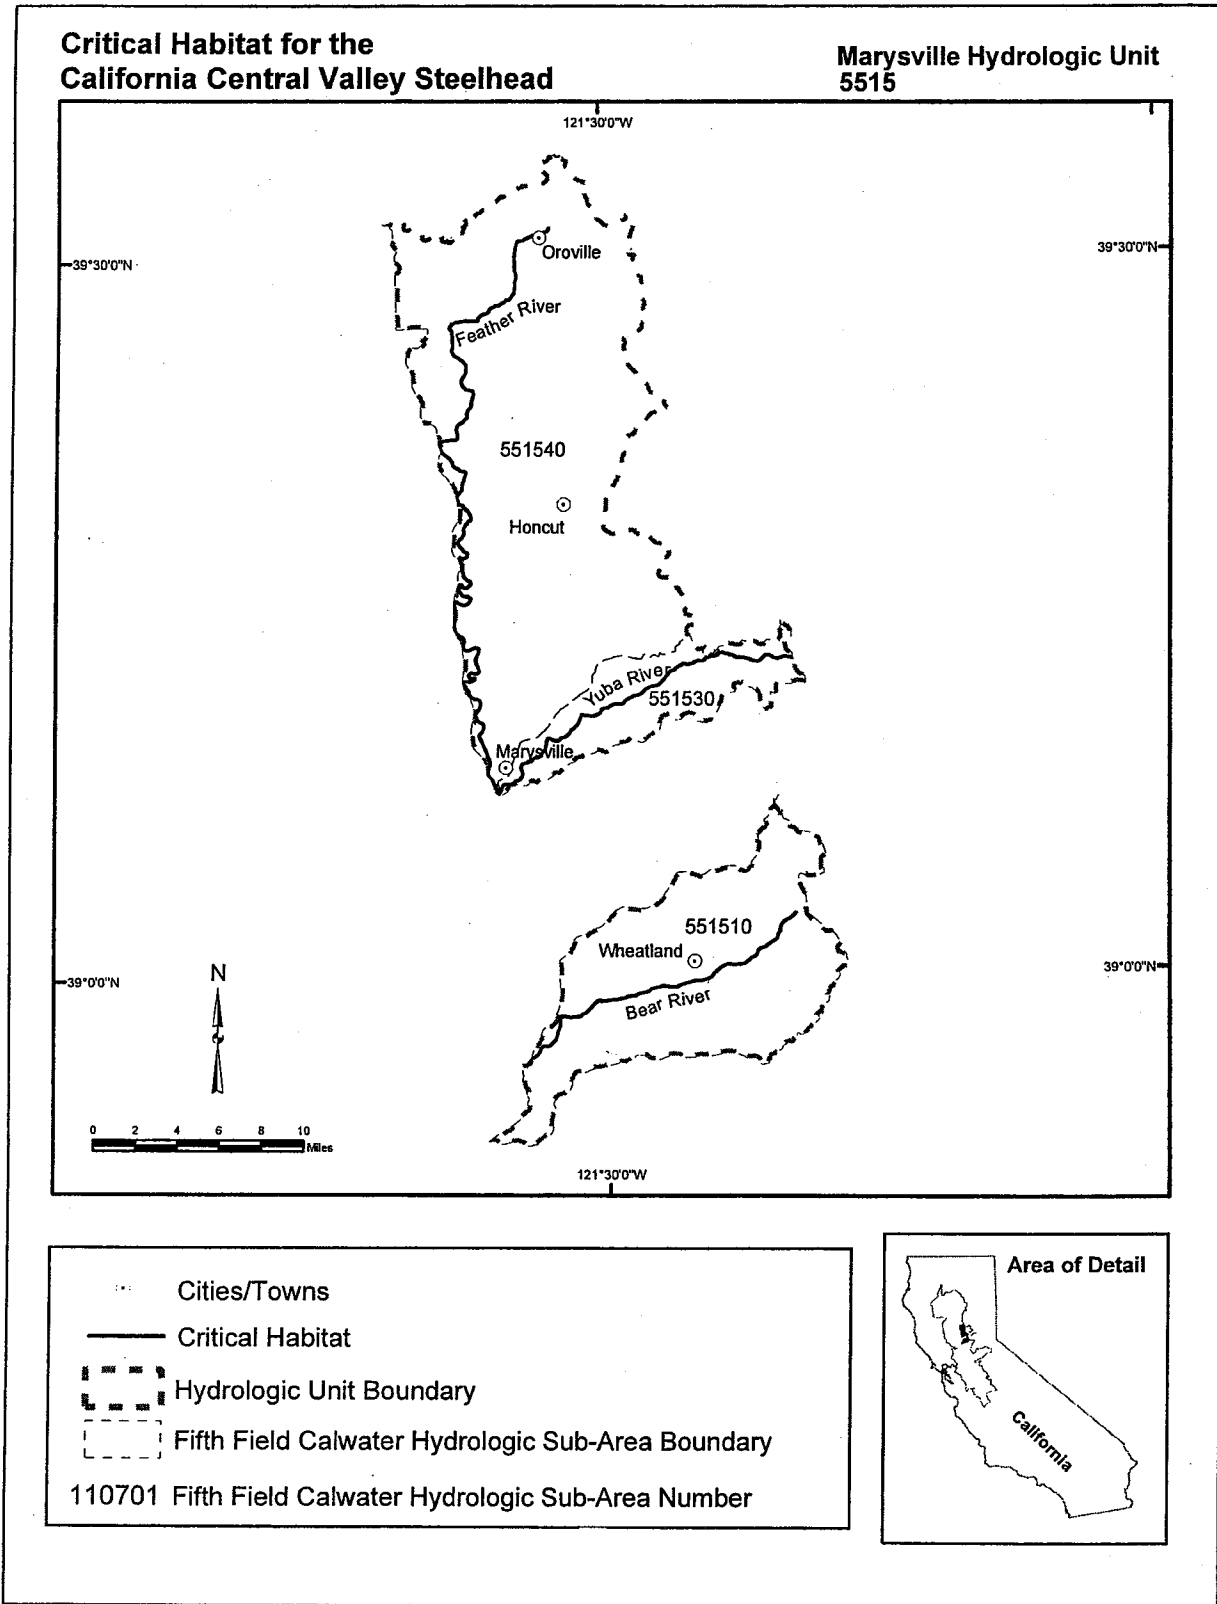 Critical Habitat for the
California Central Valley Steelhead
Marysville Hydrologic Unit
5515
121°30'0"W
39°30'0"N
39°30'0"N
Oroville
Feather River
551540
Honcut
Yuba River
551530
Marysville
551510
Wheatland
Bear River
39°0'0"N
39°0'0"N
N
0 2 4 6 8 10
Miles
121°30'0"W
Cities/Towns
Critical Habitat
Hydrologic Unit Boundary
Fifth Field Calwater Hydrologic Sub-Area Boundary
110701 Fifth Field Calwater Hydrologic Sub-Area Number
Area of Detail
California